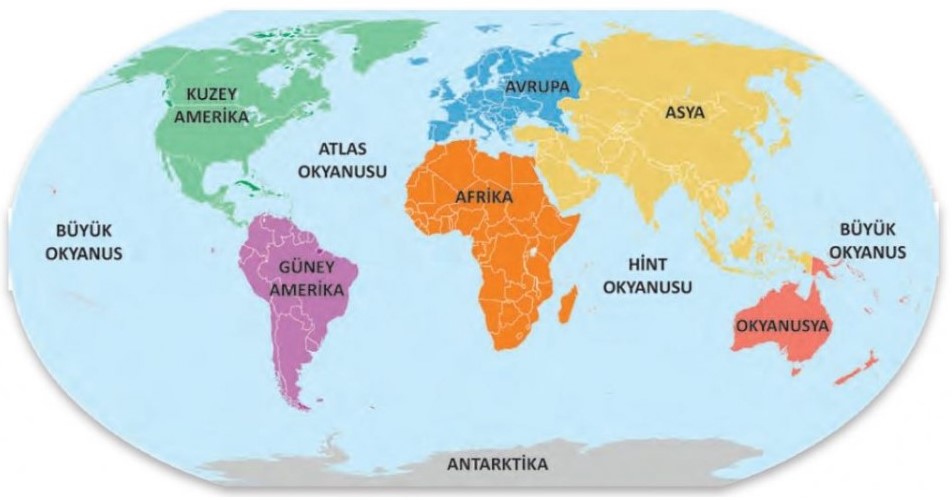 KUZEY
AMERİKA
AVRUPA
ASYA
ATLAS
OKYANUSU
AFRİKA
BÜYÜK
OKYANUS
GÜNEY
AMERİKA
HİNT
OKYANUSU
BÜYÜK
OKYANUS
OKYANUSYA
ANTARKTİKA